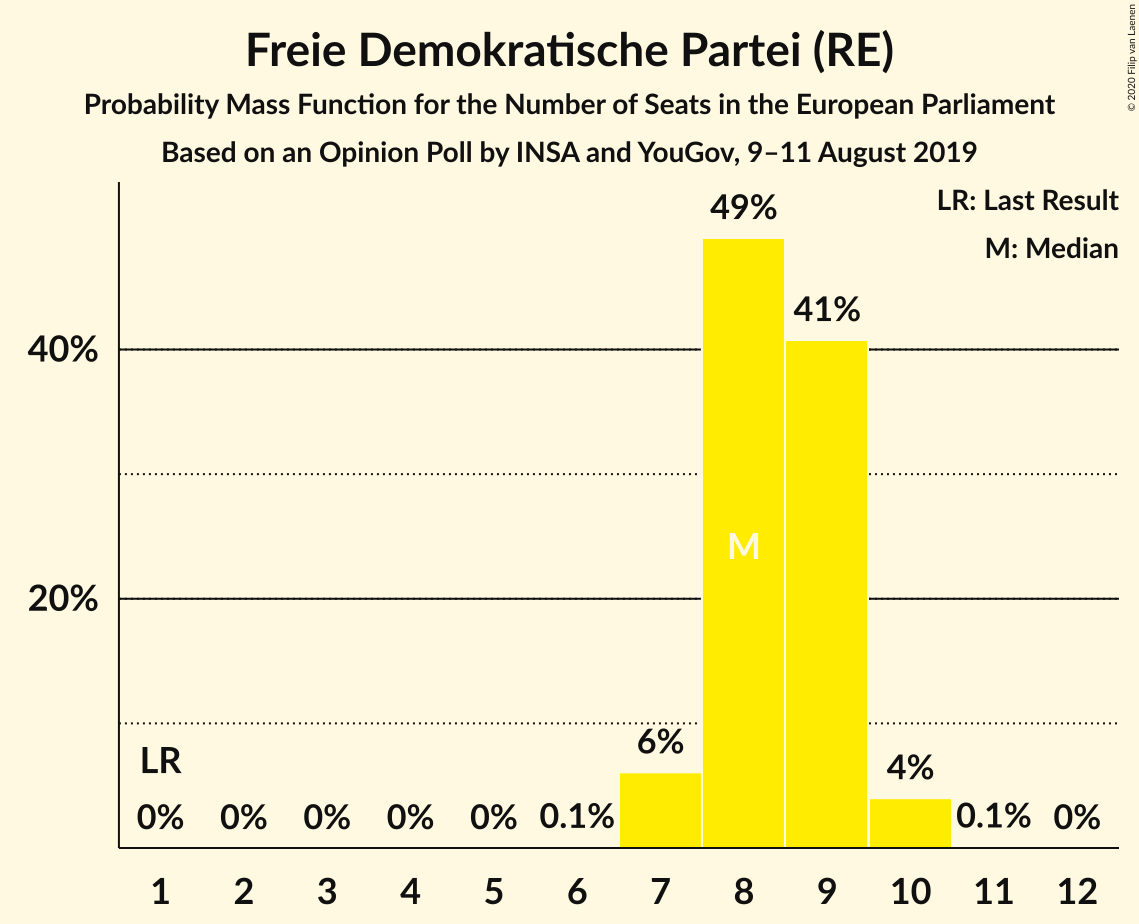 Freie Demokratische Partei (RE)
Probability Mass Function for the Number of Seats in the European Parliament
Based on an Opinion Poll by INSA and YouGov, 9–11 August 2019
© 2020 Filip van Laenen
LR: Last Result
M: Median
49%
41%
40%
M
20%
6%
4%
LR
0% 0% 0% 0% 0% 0.1% 0.1% 0%
1 2 3 4 5 6 7 8 9 10 11 12